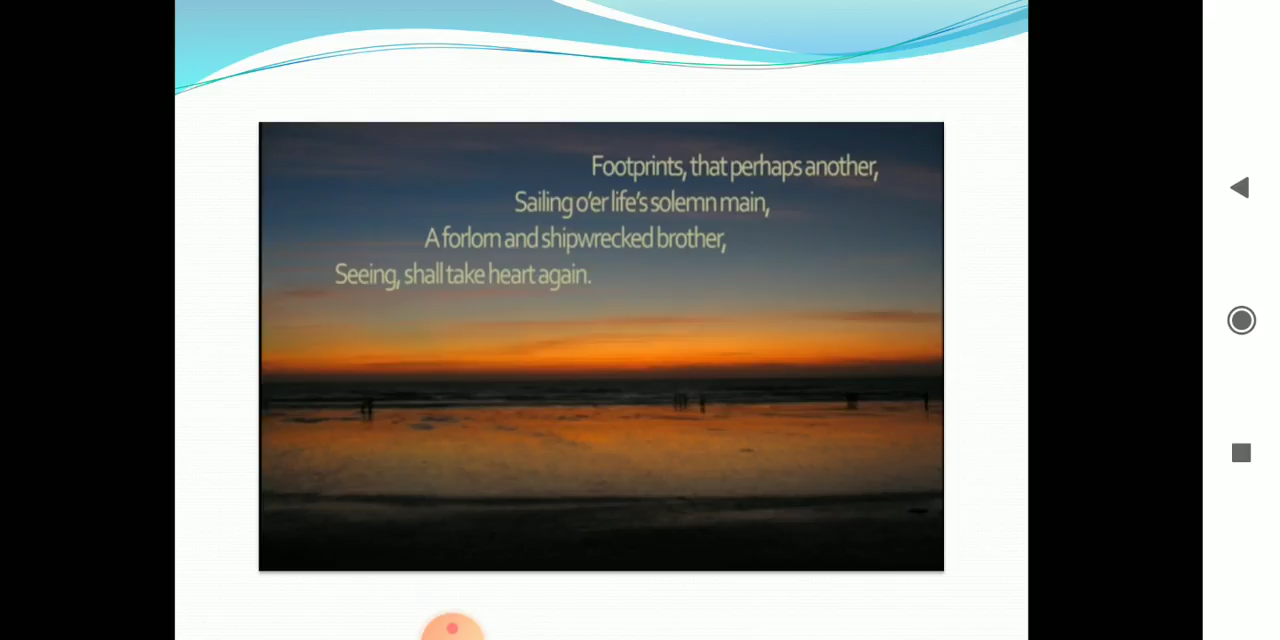 Footprints, that perhaps another,
Sailing o'er life's solemn main,
A forlorn and shipwrecked brother,
Seeing, shall take heart again.